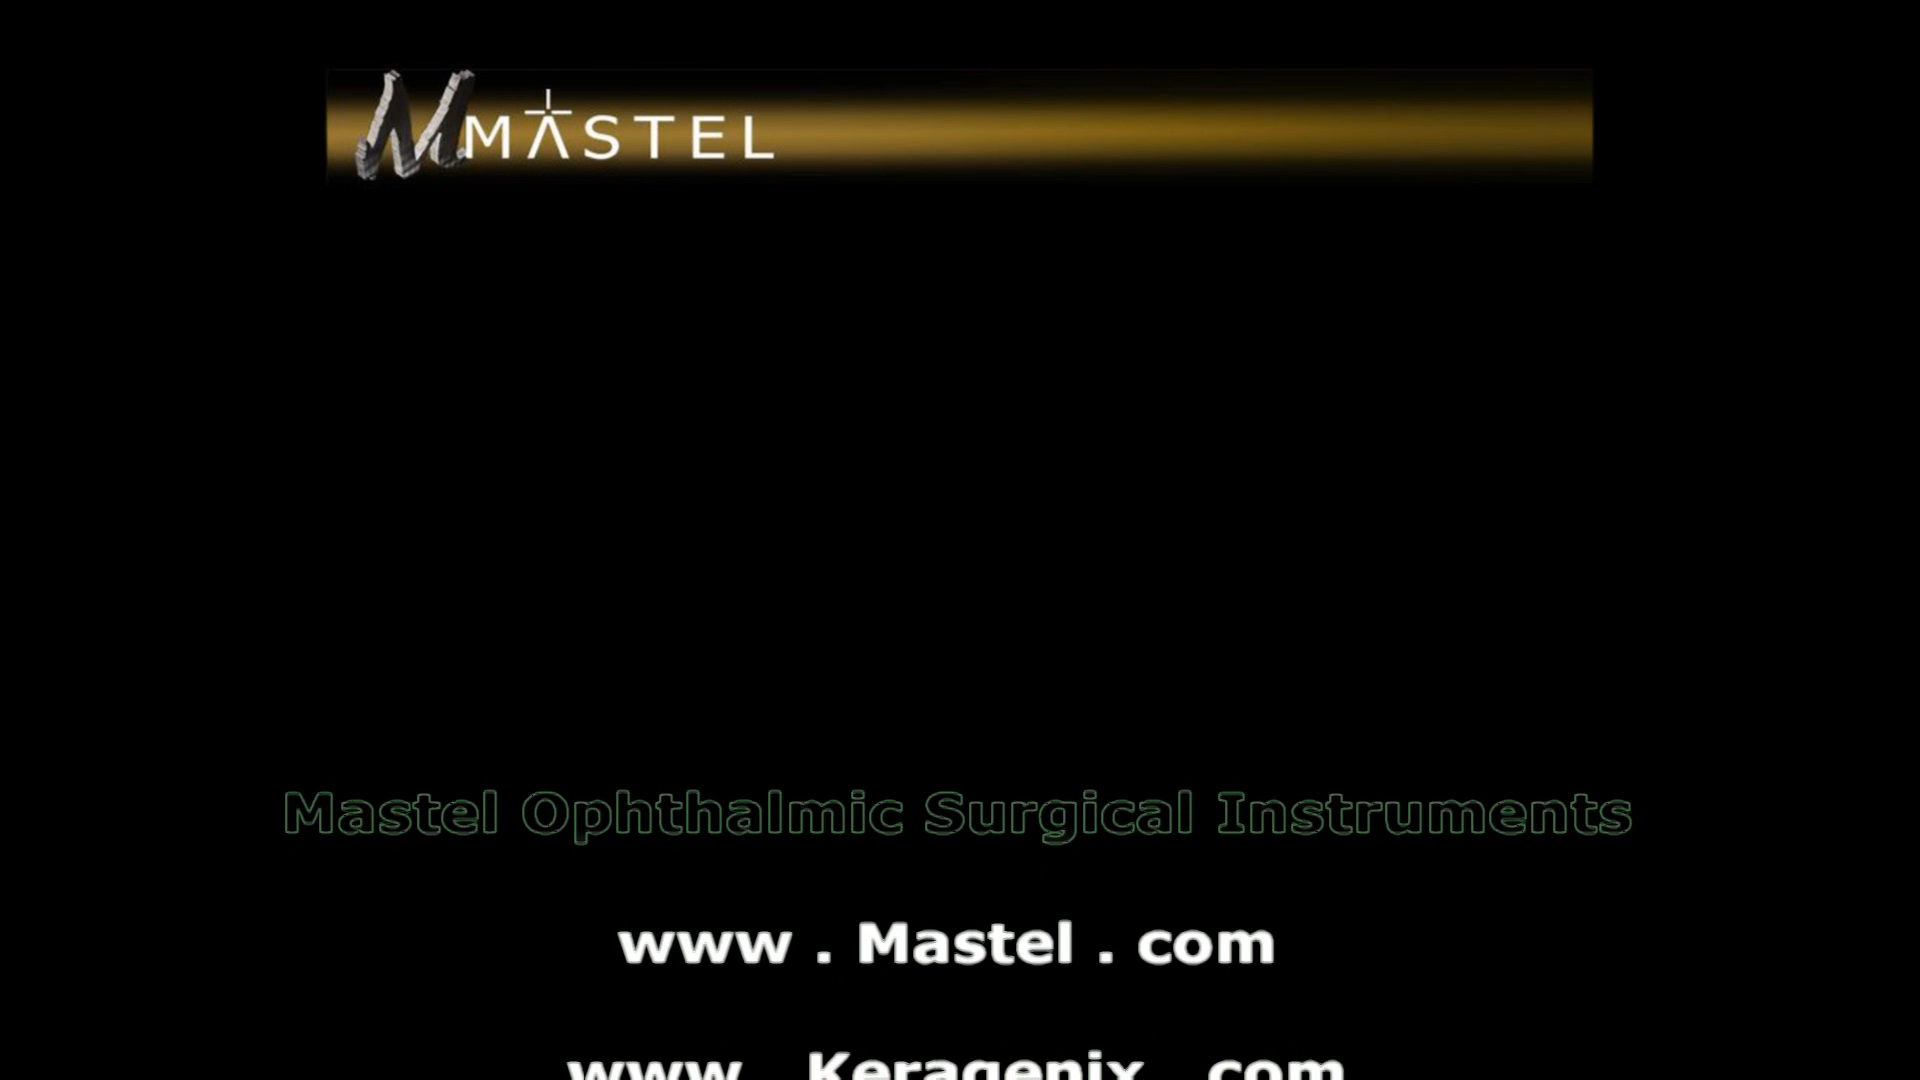 MASTEL
Mastel Ophthalmic Surgical Instruments
www . Mastel . com
www . Keragenix . com